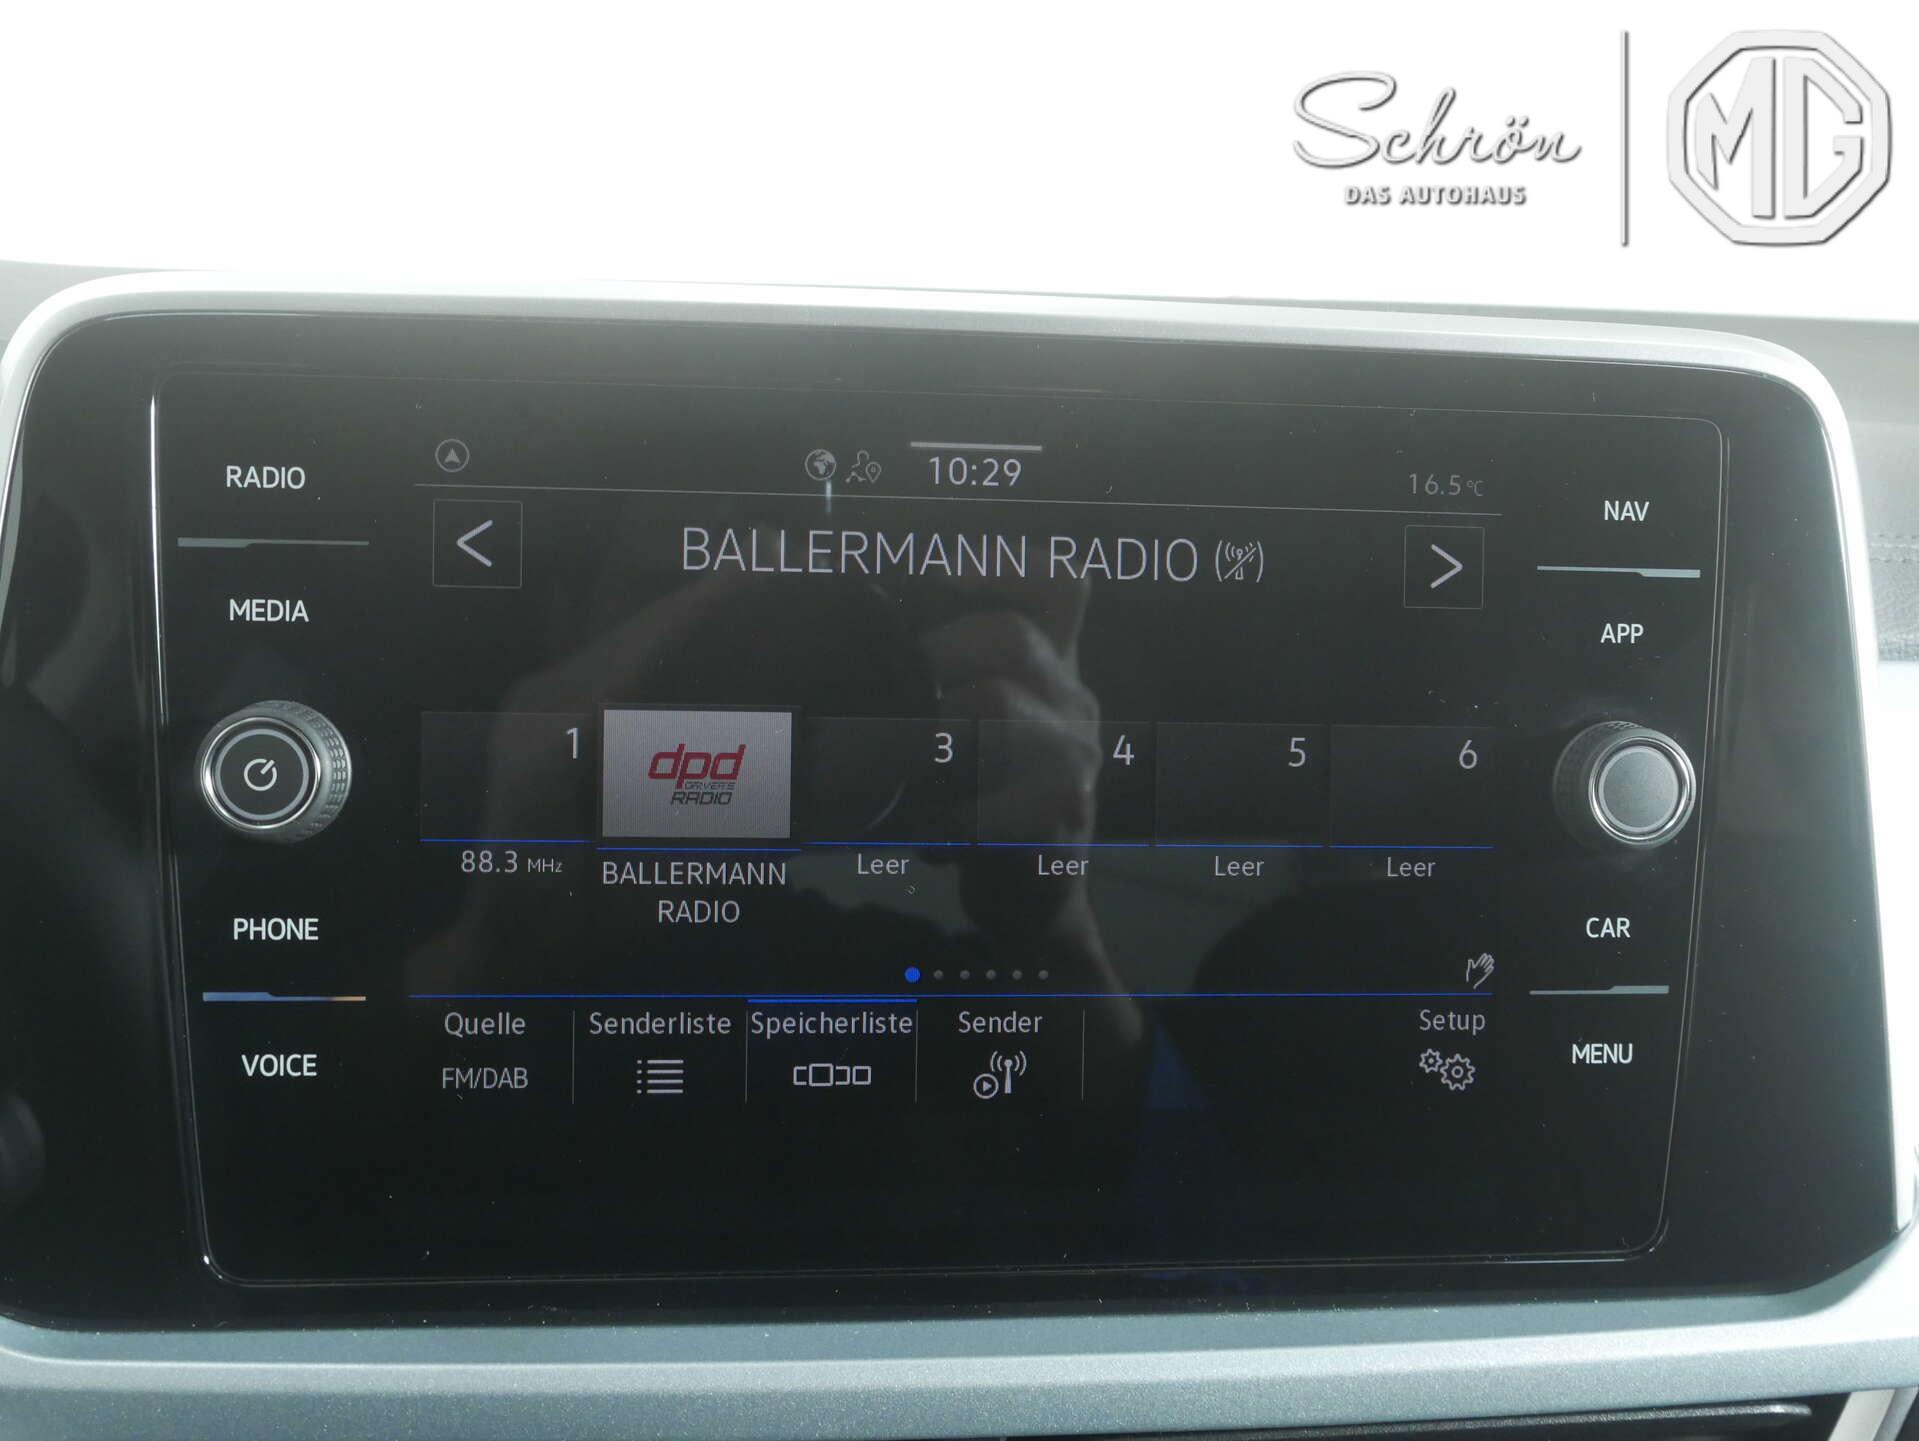 Schrön
DAS AUTOHAUS
MG
RADIO
MEDIA
PHONE
VOICE
10:29
16.5°C
<
BALLERMANN RADIO
>
1
dpd
DRIVER'S
RADIO
3
4
5
6
88.3 MHz
BALLERMANN
RADIO
Leer
Leer
Leer
Leer
Quelle
FM/DAB
Senderliste
Speicherliste
Sender
Setup
NAV
APP
CAR
MENU